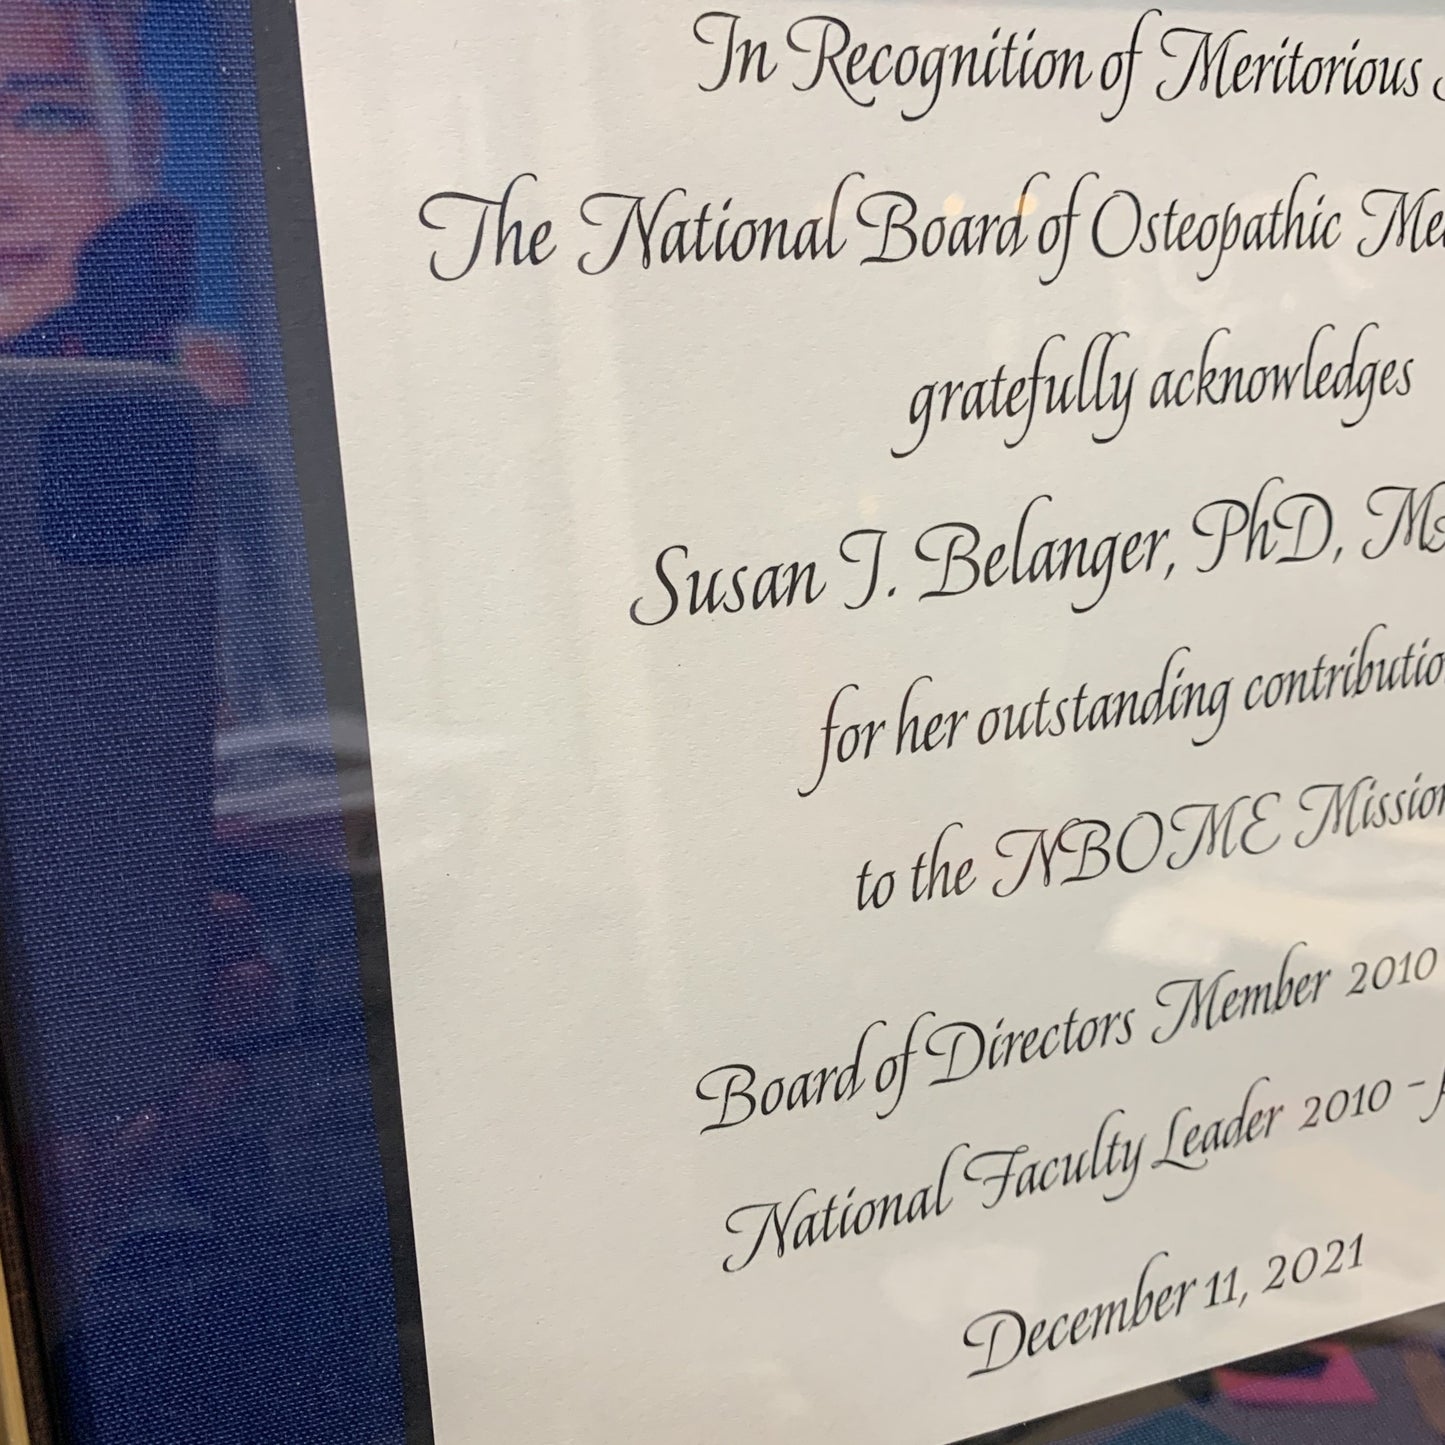 In Recognition of Meritorious
The National Board of Osteopathic
gratefully acknowledges
Susan J. Belanger, PhD,
for her outstanding
to the NBOME Mission
Board of Directors Member 2010
National Faculty Leader 2010 –
December 11, 2021